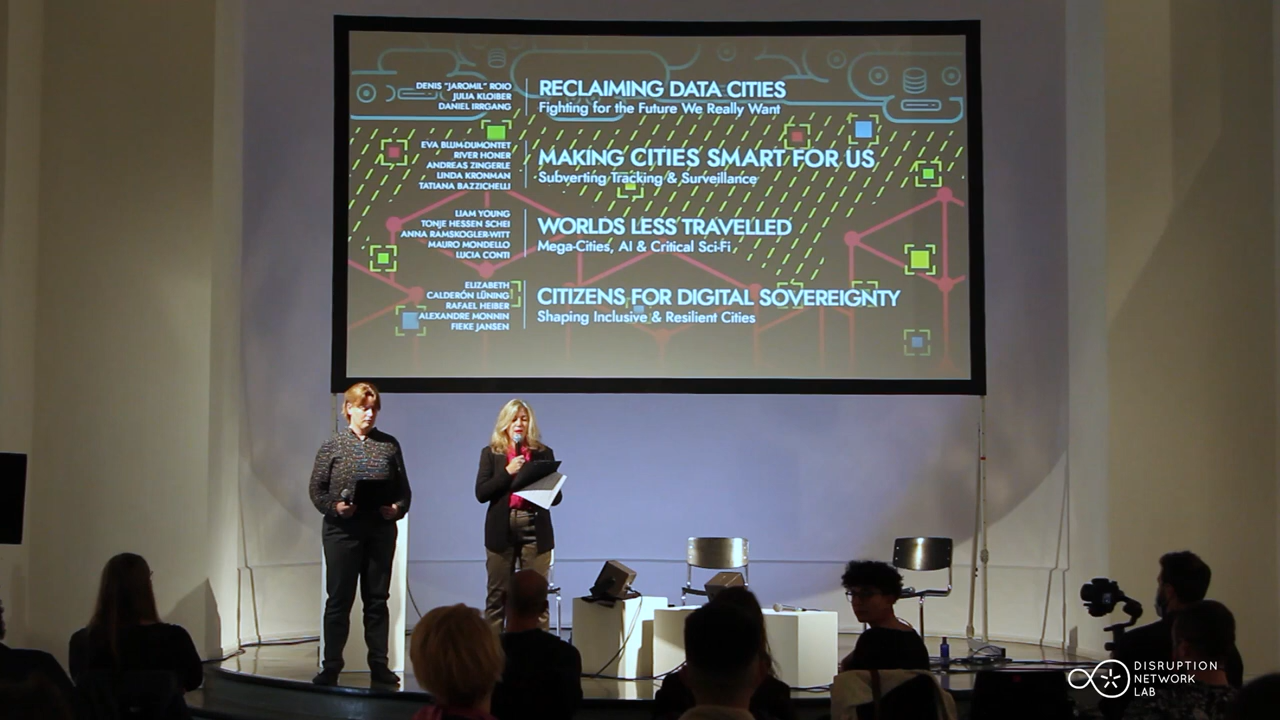 DENIS "JAROMIL" ROIO
JULIA KLOIBER
DANIEL IRRGANG
RECLAIMING DATA CITIES
Fighting for the Future We Really Want
EVA BLUM-DUMONTET
RIVER HONER
ANDREAS ZINGERLE
LINDA KRONMAN
TATIANA BAZZICHELLI
MAKING CITIES SMART FOR US
Subverting Tracking & Surveillance
LIAM YOUNG
TONJE HESSEN SCHEI
ANNA RAMSKOGLER-WITT
MAURO MONDELLO
LUCIA CONTI
WORLDS LESS TRAVELLED
Mega-Cities, AI & Critical Sci-Fi
ELIZABETH
CALDERÓN LÜNING
RAFAEL HEIBER
ALEXANDRE MONNIN
FIEKE JANSEN
CITIZENS FOR DIGITAL SOVEREIGNTY
Shaping Inclusive & Resilient Cities
DISRUPTION
NETWORK
LAB